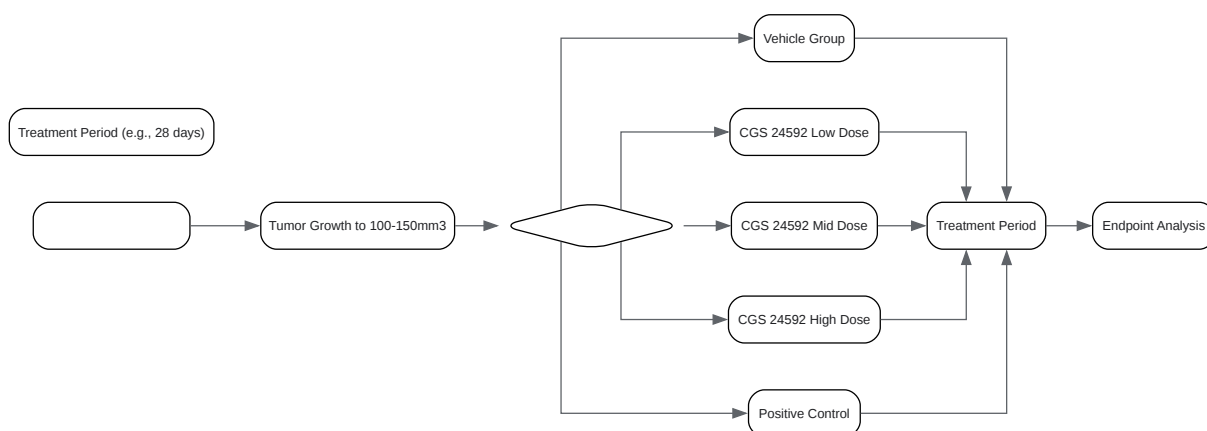 Vehicle Group
Treatment Period (e.g., 28 days)
CGS 24592 Low Dose
Tumor Growth to 100-150mm3
CGS 24592 Mid Dose
Treatment Period
Endpoint Analysis
CGS 24592 High Dose
Positive Control